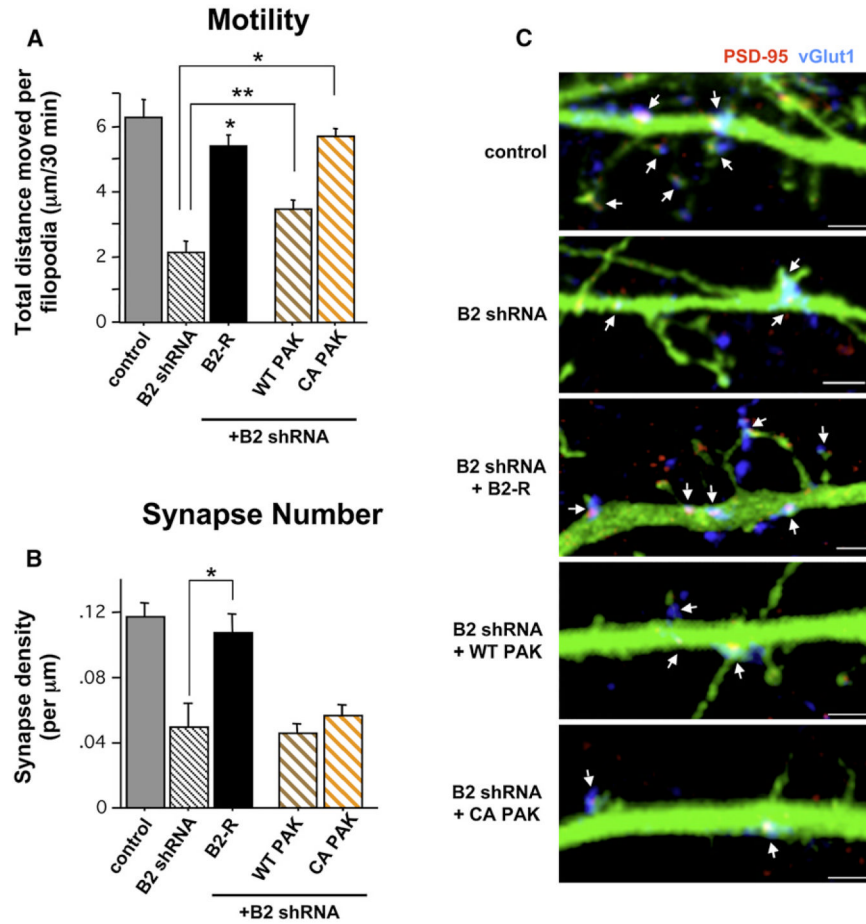 A
Motility
*
**
*
Total distance moved per
filopodia (μm/30 min)
6
4
2
0
control
B2 shRNA
B2-R
WT PAK
CA PAK
+B2 shRNA
B
Synapse Number
*
Synapse density
(per μm)
.12
.08
.04
0
control
B2 shRNA
B2-R
WT PAK
CA PAK
+B2 shRNA
C
PSD-95 vGlut1
control
B2 shRNA
B2 shRNA
+ B2-R
B2 shRNA
+ WT PAK
B2 shRNA
+ CA PAK